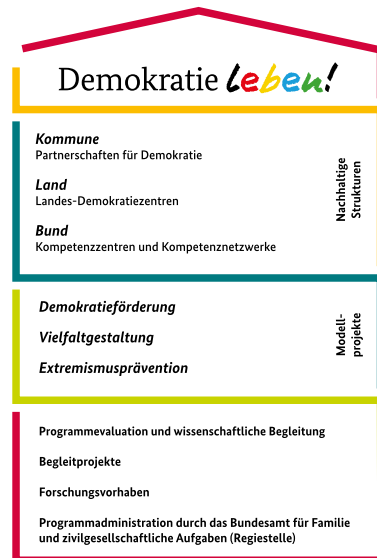 Demokratie Leben!
Kommune
Partnerschaften für Demokratie
Land
Landes-Demokratiezentren
Bund
Kompetenzzentren und Kompetenznetzwerke
Nachhaltige
Strukturen
Demokratieförderung
Vielfaltgestaltung
Extremismusprävention
Modell-
projekte
Programmevaluation und wissenschaftliche Begleitung
Begleitprojekte
Forschungsvorhaben
Programmadministration durch das Bundesamt für Familie
und zivilgesellschaftliche Aufgaben (Regiestelle)